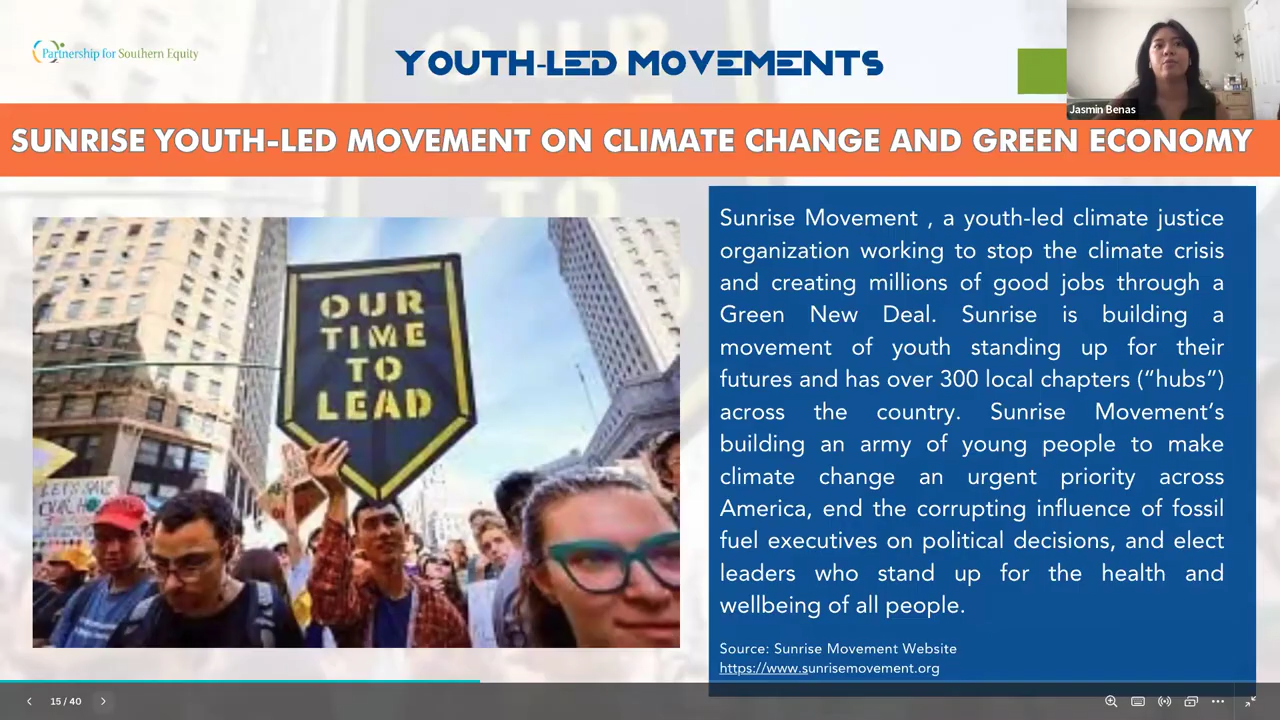 Partnership for Southern Equity
YOUTH-LED MOVEMENTS
Jasmin Benas
SUNRISE YOUTH-LED MOVEMENT ON CLIMATE CHANGE AND GREEN ECONOMY
OUR
TIME
TO
LEAD
Sunrise Movement , a youth-led climate justice
organization working to stop the climate crisis
and creating millions of good jobs through a
Green New Deal. Sunrise is building a
movement of youth standing up for their
futures and has over 300 local chapters (“hubs”)
across the country. Sunrise Movement’s
building an army of young people to make
climate change an urgent priority across
America, end the corrupting influence of fossil
fuel executives on political decisions, and elect
leaders who stand up for the health and
wellbeing of all people.
Source: Sunrise Movement Website
https://www.sunrisemovement.org
15 / 40